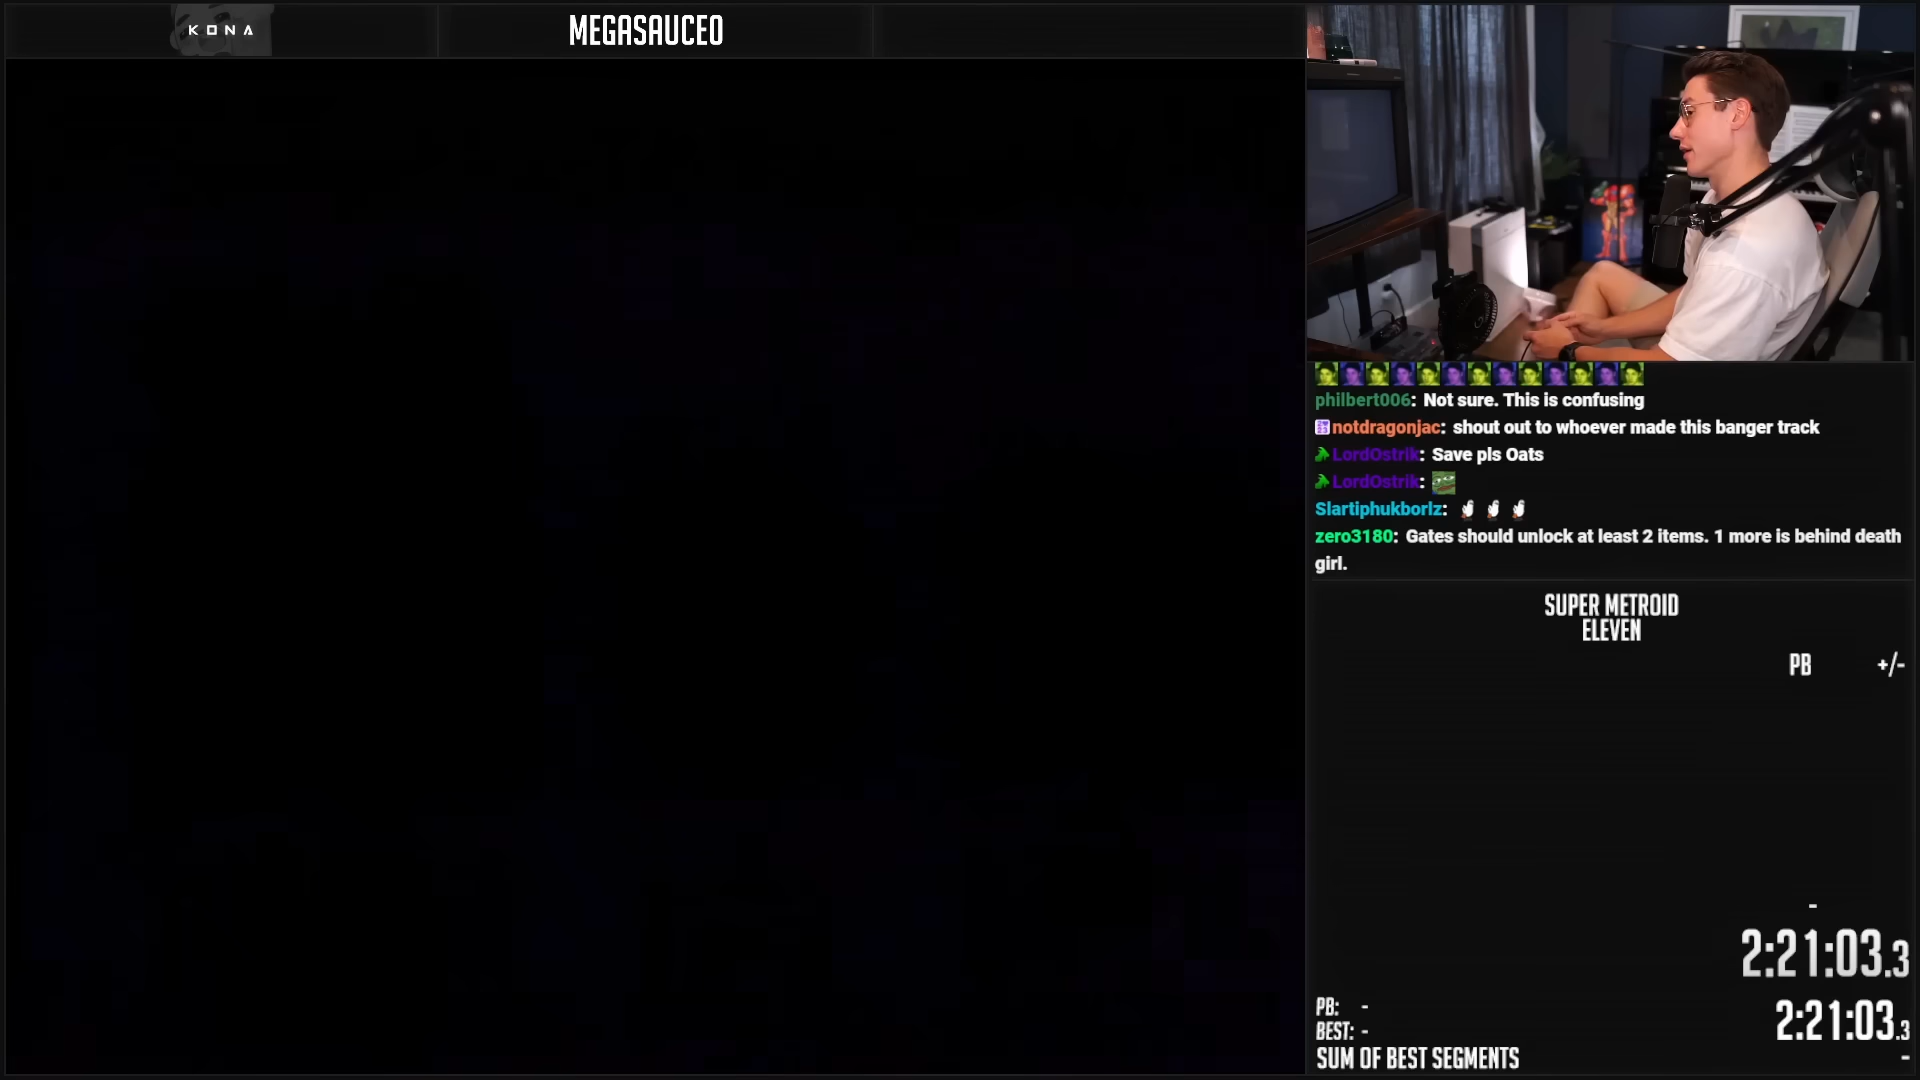 KONA
MEGASAUCEO
philbert006: Not sure. This is confusing
notdragonjac: shout out to whoever made this banger track
LordOstrik: Save pls Oats
LordOstrik:
Slartiphukborlz:
zero3180: Gates should unlock at least 2 items. 1 more is behind death
girl.
SUPER METROID
ELEVEN
PB +/-
-
2:21:03.3
PB: -
2:21:03.3
BEST: -
SUM OF BEST SEGMENTS -